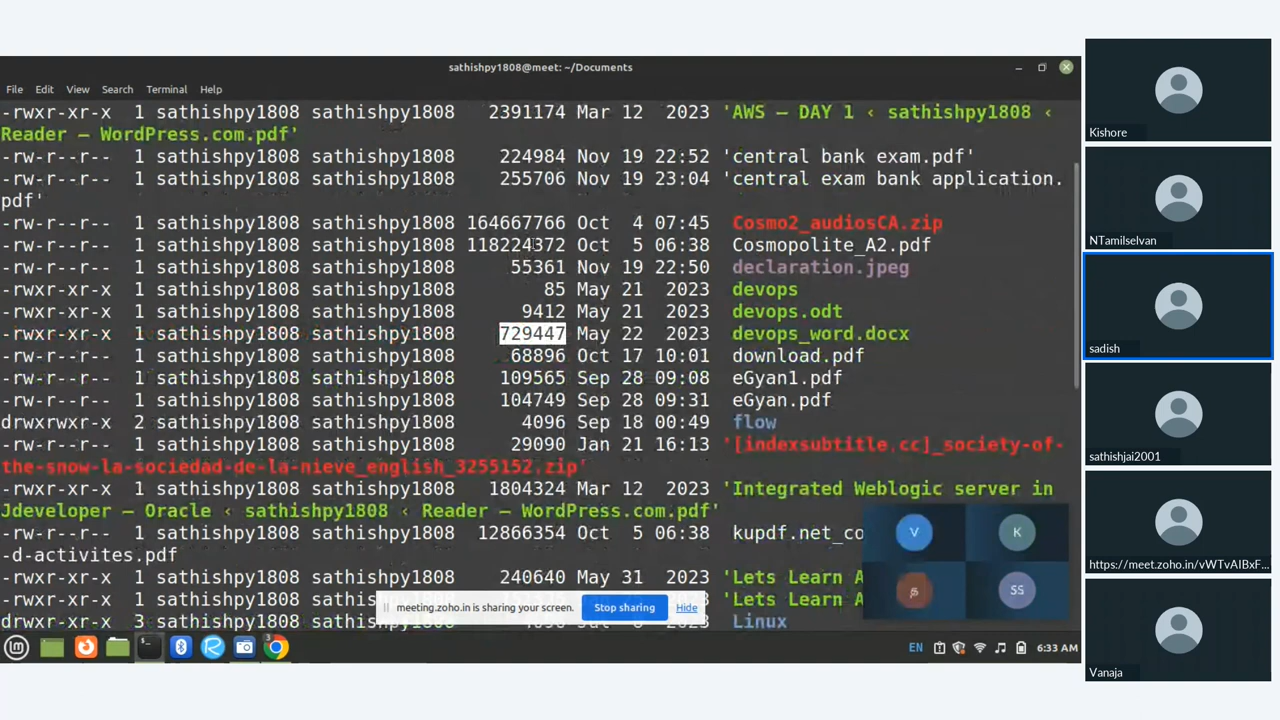 sathishpy1808@meet: ~/Documents
File Edit View Search Terminal Help
-rwxr-xr-x 1 sathishpy1808 sathishpy1808 2391174 Mar 12 2023 'AWS — DAY 1 ‹ sathishpy1808 ‹
Reader — WordPress.com.pdf'
-rw-r--r-- 1 sathishpy1808 sathishpy1808 224984 Nov 19 22:52 'central bank exam.pdf'
-rw-r--r-- 1 sathishpy1808 sathishpy1808 255706 Nov 19 23:04 'central exam bank application.
pdf'
-rw-r--r-- 1 sathishpy1808 sathishpy1808 164667766 Oct 4 07:45 Cosmo2_audiosCA.zip
-rw-r--r-- 1 sathishpy1808 sathishpy1808 118224372 Oct 5 06:38 Cosmopolite_A2.pdf
-rw-r--r-- 1 sathishpy1808 sathishpy1808 55361 Nov 19 22:50 declaration.jpeg
-rwxr-xr-x 1 sathishpy1808 sathishpy1808 85 May 21 2023 devops
-rwxr-xr-x 1 sathishpy1808 sathishpy1808 9412 May 21 2023 devops.odt
-rwxr-xr-x 1 sathishpy1808 sathishpy1808 729447 May 22 2023 devops_word.docx
-rw-r--r-- 1 sathishpy1808 sathishpy1808 68896 Oct 17 10:01 download.pdf
-rw-r--r-- 1 sathishpy1808 sathishpy1808 109565 Sep 28 09:08 eGyan1.pdf
-rw-r--r-- 1 sathishpy1808 sathishpy1808 104749 Sep 28 09:31 eGyan.pdf
drwxrwxr-x 2 sathishpy1808 sathishpy1808 4096 Sep 18 00:49 flow
-rw-r--r-- 1 sathishpy1808 sathishpy1808 29090 Jan 21 16:13 '[indexsubtitle.cc]_society-of-
the-snow-la-sociedad-de-la-nieve_english_3255152.zip'
-rwxr-xr-x 1 sathishpy1808 sathishpy1808 1804324 Mar 12 2023 'Integrated Weblogic server in
Jdeveloper — Oracle ‹ sathishpy1808 ‹ Reader — WordPress.com.pdf'
-rw-r--r-- 1 sathishpy1808 sathishpy1808 12866354 Oct 5 06:38 kupdf.net_co
-d-activites.pdf
-rwxr-xr-x 1 sathishpy1808 sathishpy1808 240640 May 31 2023 'Lets Learn A
-rwxr-xr-x 1 sathishpy1808 sathishpy1808 2023 'Lets Learn A
drwxr-xr-x 3 sathishpy1808 sathishpy1808 Linux
V K
SS
meeting.zoho.in is sharing your screen. Stop sharing Hide
3
EN 6:33 AM
Kishore
NTamilselvan
sadish
sathishjai2001
https://meet.zoho.in/vWTvAIBxF...
Vanaja